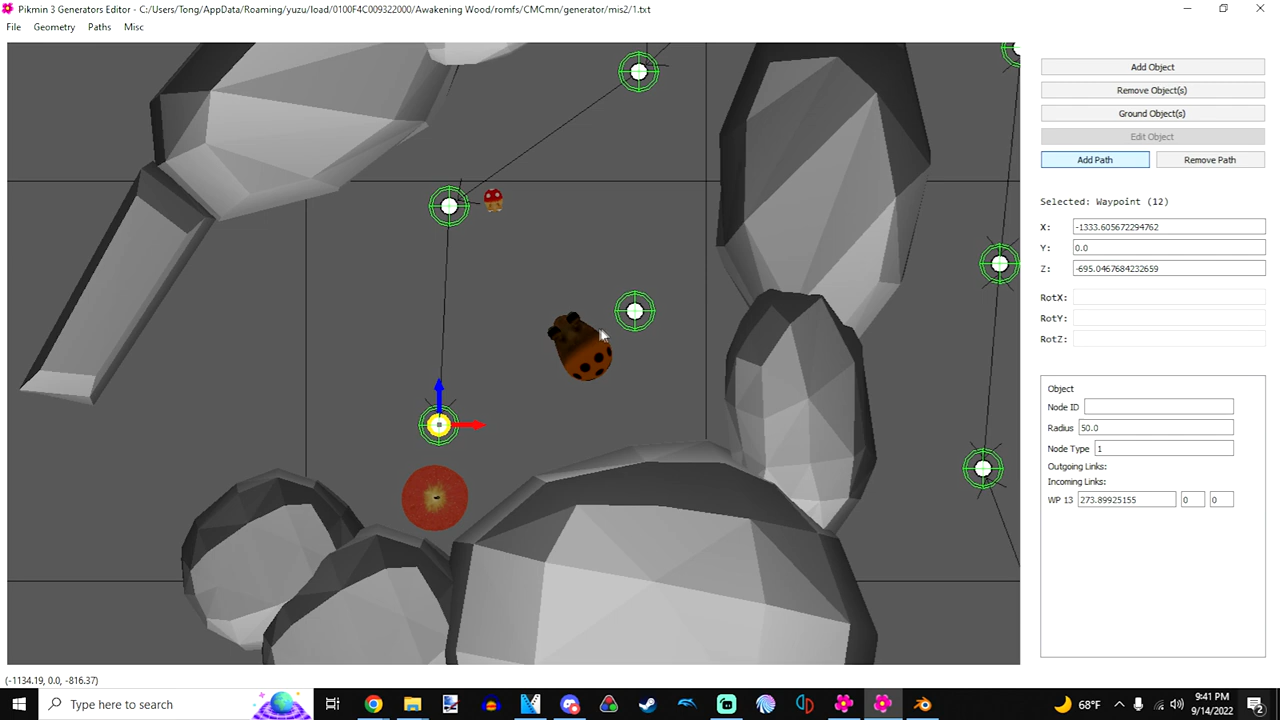 Pikmin 3 Generators Editor - C:/Users/Tong/AppData/Roaming/yuzu/load/0100F4C009322000/Awakening Wood/romfs/CMCmn/generator/mis2/1.txt
File Geometry Paths Misc
Add Object
Remove Object(s)
Ground Object(s)
Edit Object
Add Path Remove Path
Selected: Waypoint (12)
X: -1333.605672294762
Y: 0.0
Z: -695.0467684232659
RotX:
RotY:
RotZ:
Object
Node ID
Radius 50.0
Node Type 1
Outgoing Links:
Incoming Links:
WP 13 273.89925155 0 0
(-1134.19, 0.0, -816.37)
Type here to search
68°F
9:41 PM
9/14/2022
2